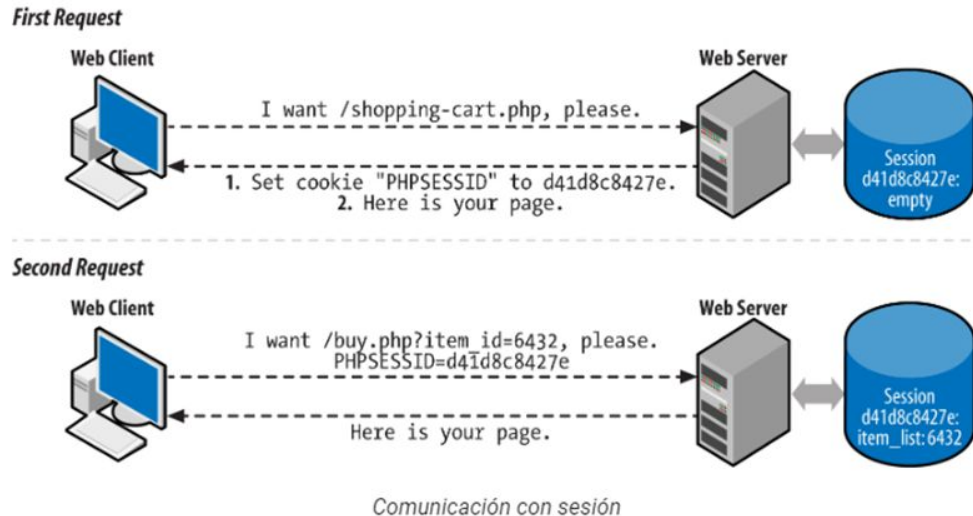 First Request
Web Client
Web Server
I want /shopping-cart.php, please.
1. Set cookie "PHPSESSID" to d41d8c8427e.
2. Here is your page.
Session
d41d8c8427e:
empty
Second Request
Web Client
Web Server
I want /buy.php?item_id=6432, please.
PHPSESSID=d41d8c8427e
Here is your page.
Session
d41d8c8427e:
item_list:6432
Comunicación con sesión